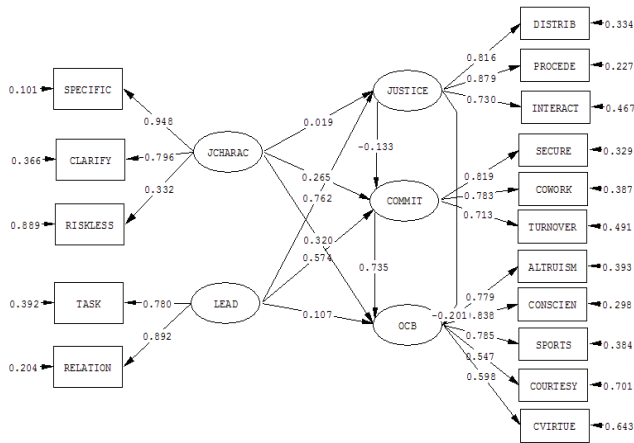 DISTRIB 0.334
0.816
PROCEDE 0.227
0.879
0.101 SPECIFIC JUSTICE
0.730 INTERACT 0.467
0.948 0.019
-0.133
SECURE 0.329
0.366 CLARIFY 0.796 JCHARAC
0.265 0.819
0.332 0.762 0.783 COWORK 0.387
COMMIT
0.889 RISKLESS 0.713 TURNOVER 0.491
0.320
0.574
0.735 ALTRUISM 0.393
0.779
0.392 TASK 0.780 LEAD CONSCIEN 0.298
0.107 -0.201 0.838
OCB 0.785 SPORTS 0.384
0.892 0.547
0.204 RELATION 0.598 COURTESY 0.701
CVIRTUE 0.643